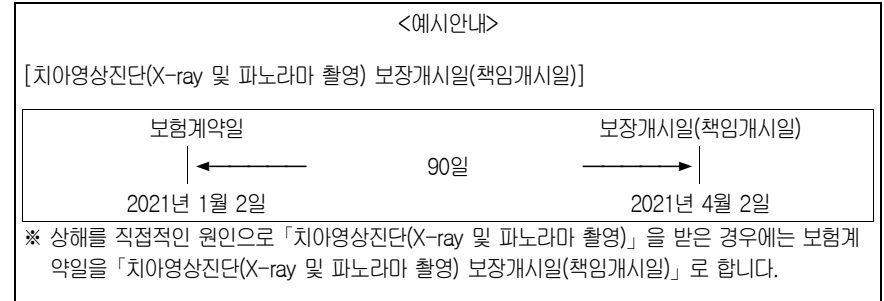 <예시안내>
[치아영상진단(X-ray 및 파노라마 촬영) 보장개시일(책임개시일)]
보험계약일 보장개시일(책임개시일)
90일
2021년 1월 2일 2021년 4월 2일
※ 상해를 직접적인 원인으로「치아영상진단(X-ray 및 파노라마 촬영)」을 받은 경우에는 보험계
약일을「치아영상진단(X-ray 및 파노라마 촬영) 보장개시일(책임개시일)」로 합니다.